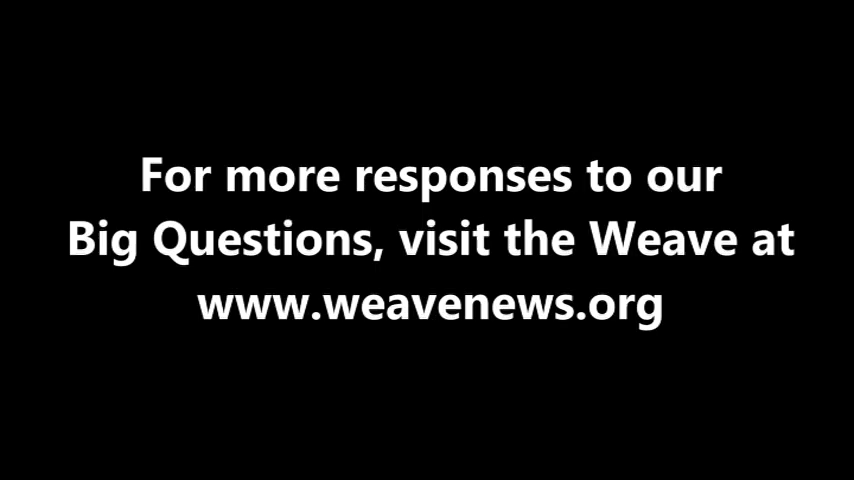 For more responses to our
Big Questions, visit the Weave at
www.weavenews.org